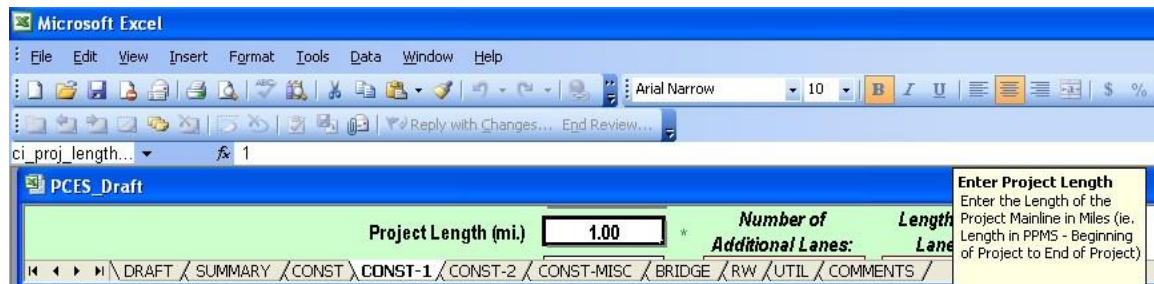 Microsoft Excel
File Edit View Insert Format Tools Data Window Help
Arial Narrow 10 B I U $ %
Reply with Changes... End Review...
ci_proj_length... fx 1
PCES_Draft
Project Length (mi.) 1.00 * Number of Additional Lanes: Length Lane
Enter Project Length
Enter the Length of the
Project Mainline in Miles (ie.
Length in PPMS - Beginning
of Project to End of Project)
DRAFT / SUMMARY / CONST \ CONST-1 / CONST-2 / CONST-MISC / BRIDGE / RW / UTIL / COMMENTS /